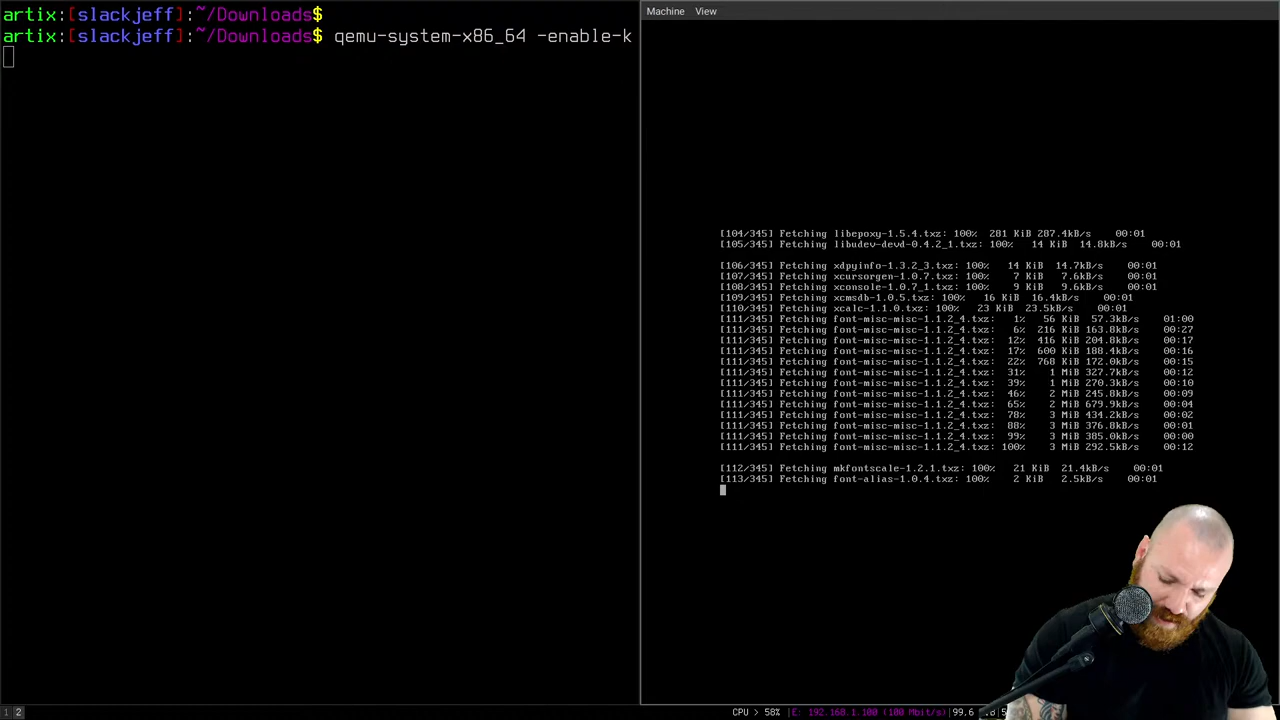 artix:[slackjeff]:~/Downloads$
artix:[slackjeff]:~/Downloads$ qemu-system-x86_64 -enable-k
Machine View
[104/345] Fetching libepoxy-1.5.4.txz: 100% 281 KiB 287.4kB/s 00:01
[105/345] Fetching libudev-devd-0.4.2_1.txz: 100% 14 KiB 14.8kB/s 00:01
[106/345] Fetching xdpyinfo-1.3.2_3.txz: 100% 14 KiB 14.7kB/s 00:01
[107/345] Fetching xcursorgen-1.0.7.txz: 100% 7 KiB 7.6kB/s 00:01
[108/345] Fetching xconsole-1.0.7_1.txz: 100% 9 KiB 9.6kB/s 00:01
[109/345] Fetching xcmsdb-1.0.5.txz: 100% 16 KiB 16.4kB/s 00:01
[110/345] Fetching xcalc-1.1.0.txz: 100% 23 KiB 23.5kB/s 00:01
[111/345] Fetching font-misc-misc-1.1.2_4.txz: 1% 56 KiB 57.3kB/s 01:00
[111/345] Fetching font-misc-misc-1.1.2_4.txz: 6% 216 KiB 163.8kB/s 00:27
[111/345] Fetching font-misc-misc-1.1.2_4.txz: 12% 416 KiB 204.8kB/s 00:17
[111/345] Fetching font-misc-misc-1.1.2_4.txz: 17% 600 KiB 188.4kB/s 00:16
[111/345] Fetching font-misc-misc-1.1.2_4.txz: 22% 768 KiB 172.0kB/s 00:15
[111/345] Fetching font-misc-misc-1.1.2_4.txz: 31% 1 MiB 327.7kB/s 00:12
[111/345] Fetching font-misc-misc-1.1.2_4.txz: 39% 1 MiB 270.3kB/s 00:10
[111/345] Fetching font-misc-misc-1.1.2_4.txz: 46% 2 MiB 245.8kB/s 00:09
[111/345] Fetching font-misc-misc-1.1.2_4.txz: 65% 2 MiB 679.9kB/s 00:04
[111/345] Fetching font-misc-misc-1.1.2_4.txz: 78% 3 MiB 434.2kB/s 00:02
[111/345] Fetching font-misc-misc-1.1.2_4.txz: 88% 3 MiB 376.8kB/s 00:01
[111/345] Fetching font-misc-misc-1.1.2_4.txz: 99% 3 MiB 385.0kB/s 00:00
[111/345] Fetching font-misc-misc-1.1.2_4.txz: 100% 3 MiB 292.5kB/s 00:12
[112/345] Fetching mkfontscale-1.2.1.txz: 100% 21 KiB 21.4kB/s 00:01
[113/345] Fetching font-alias-1.0.4.txz: 100% 2 KiB 2.5kB/s 00:01
1 2
CPU > 58% |E: 192.168.1.100 (100 Mbit/s)|99,6